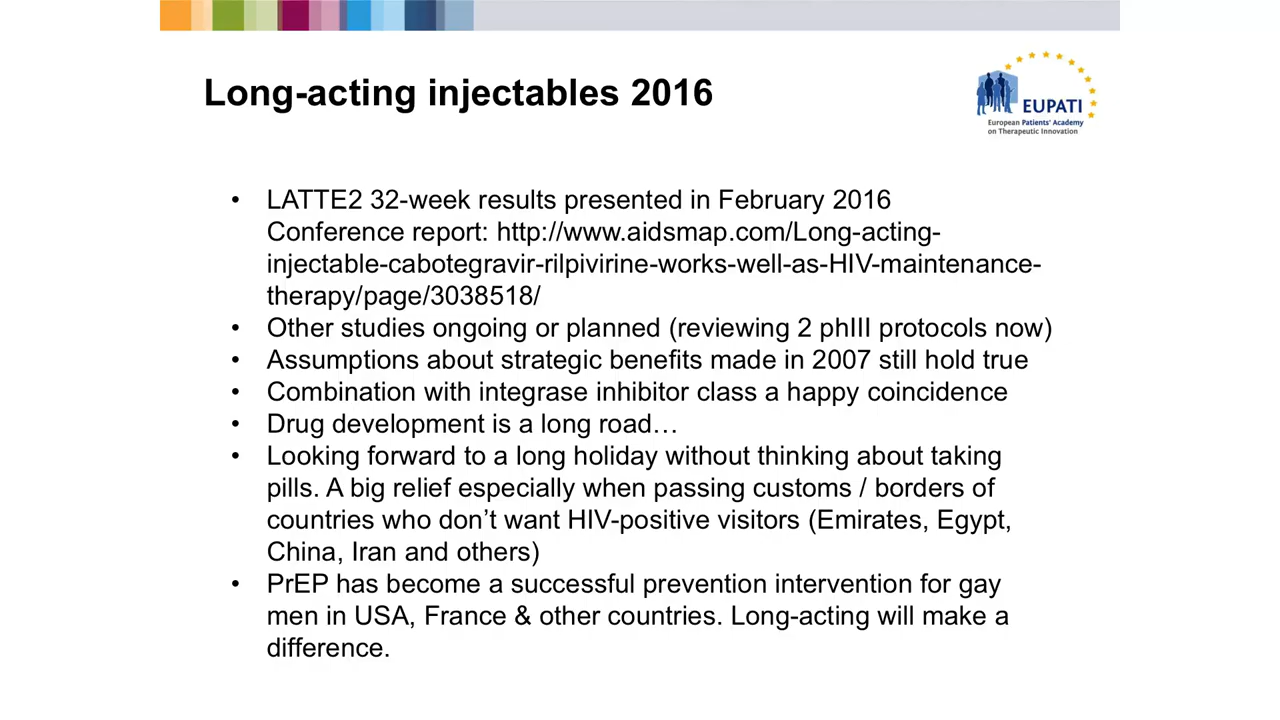 Long-acting injectables 2016
EUPATI
European Patients' Academy
on Therapeutic Innovation
• LATTE2 32-week results presented in February 2016
Conference report: http://www.aidsmap.com/Long-acting-
injectable-cabotegravir-rilpivirine-works-well-as-HIV-maintenance-
therapy/page/3038518/
• Other studies ongoing or planned (reviewing 2 phIII protocols now)
• Assumptions about strategic benefits made in 2007 still hold true
• Combination with integrase inhibitor class a happy coincidence
• Drug development is a long road…
• Looking forward to a long holiday without thinking about taking
pills. A big relief especially when passing customs / borders of
countries who don’t want HIV-positive visitors (Emirates, Egypt,
China, Iran and others)
• PrEP has become a successful prevention intervention for gay
men in USA, France & other countries. Long-acting will make a
difference.